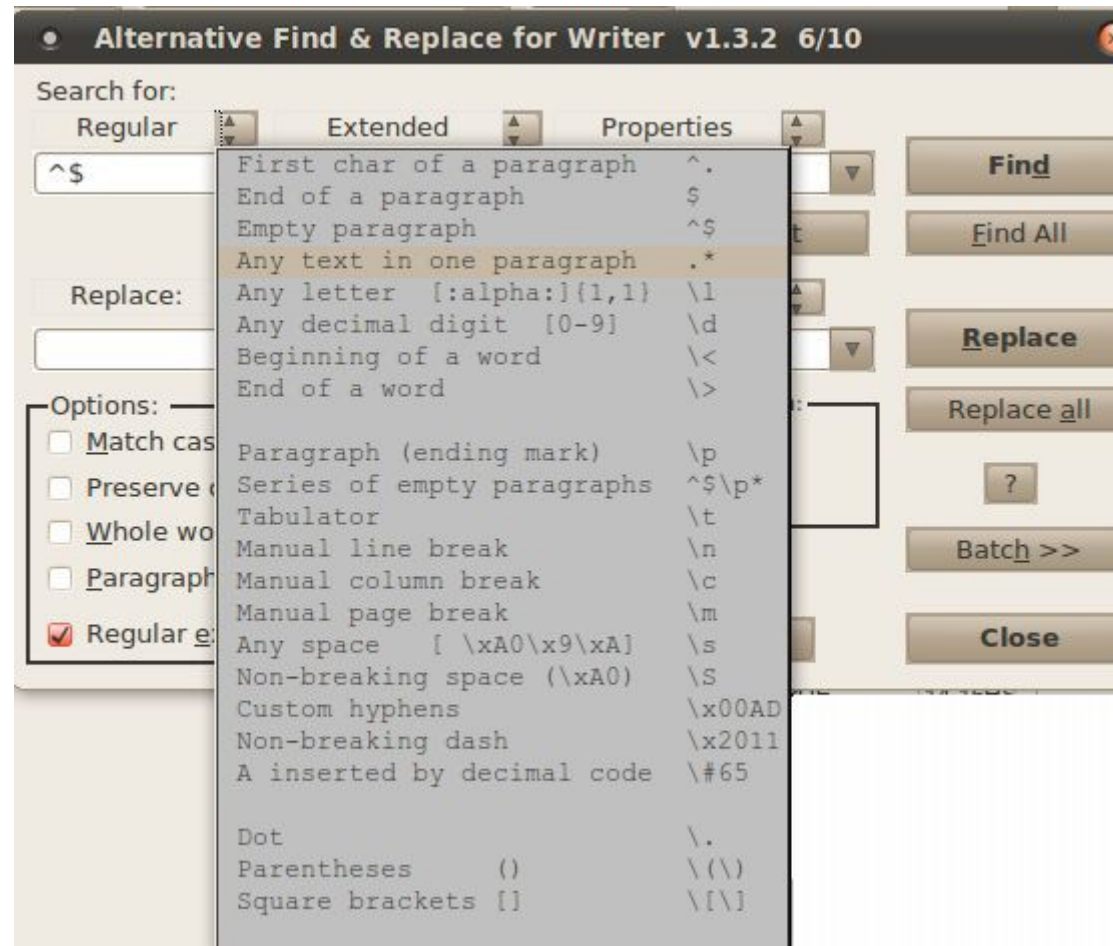 Alternative Find & Replace for Writer v1.3.2 6/10
Search for:
Regular Extended Properties
^$
Find
Find All
Replace:
Replace
Replace all
Options:
Match cas
Preserve
Whole wo
Paragraph
Regular e
?
Batch >>
Close
First char of a paragraph ^.
End of a paragraph $
Empty paragraph ^$
Any text in one paragraph .*
Any letter [:alpha:]{1,1} \l
Any decimal digit [0-9] \d
Beginning of a word \<
End of a word \>
Paragraph (ending mark) \p
Series of empty paragraphs ^$\p*
Tabulator \t
Manual line break \n
Manual column break \c
Manual page break \m
Any space [ \xA0\x9\xA] \s
Non-breaking space (\xA0) \S
Custom hyphens \x00AD
Non-breaking dash \x2011
A inserted by decimal code \#65
Dot \.
Parentheses () \(\)
Square brackets [] \[\]